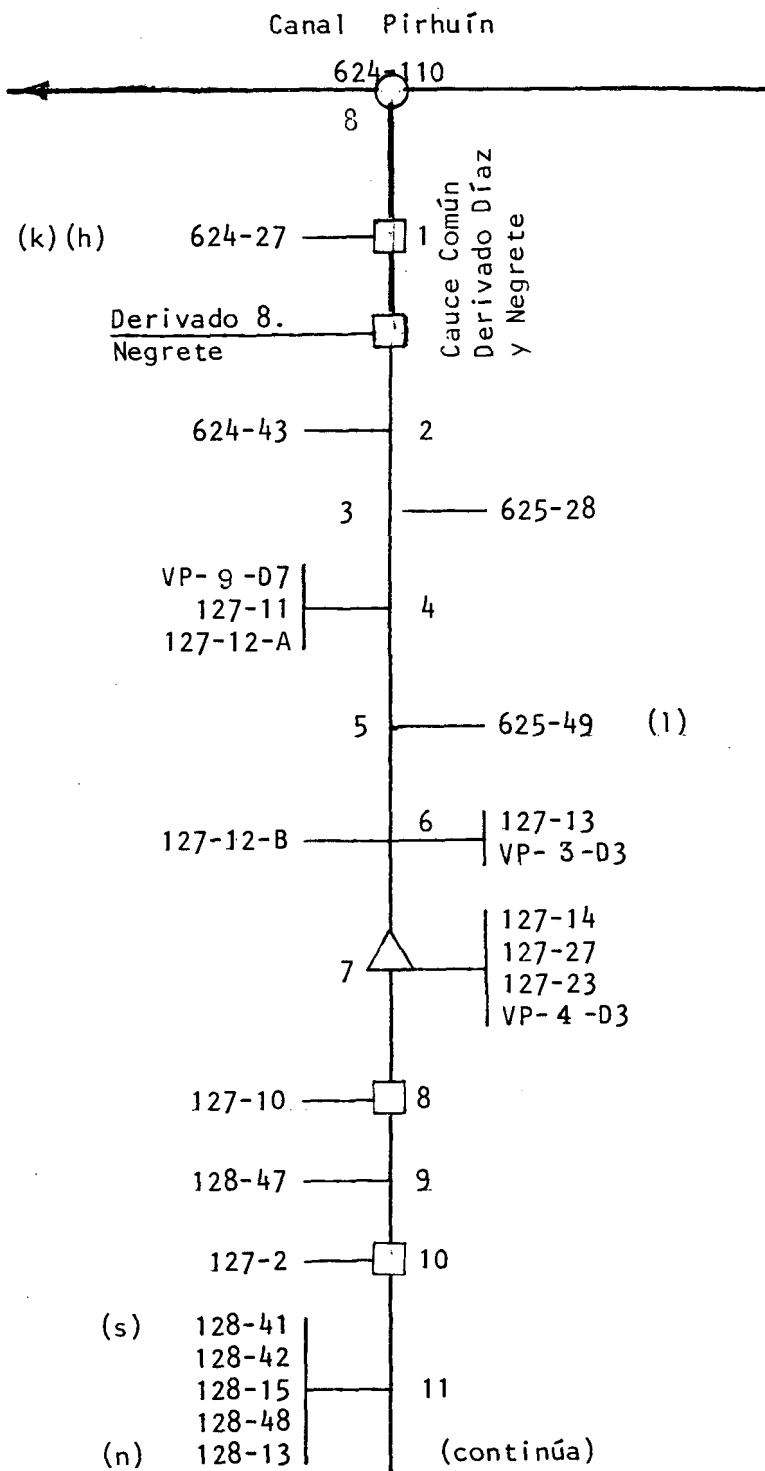 Canal Pirhuín
624-110
8
Cauce Común
Derivado Díaz
y Negrete
(k) (h) 624-27 1
Derivado 8.
Negrete
624-43 2
3 625-28
VP- 9 -D7
127-11 4
127-12-A
5 625-49 (l)
127-12-B 6 127-13
VP- 3 -D3
127-14
127-27
7 127-23
VP- 4 -D3
127-10 8
128-47 9
127-2 10
(s) 128-41
128-42
128-15 11
128-48
(n) 128-13 (continúa)